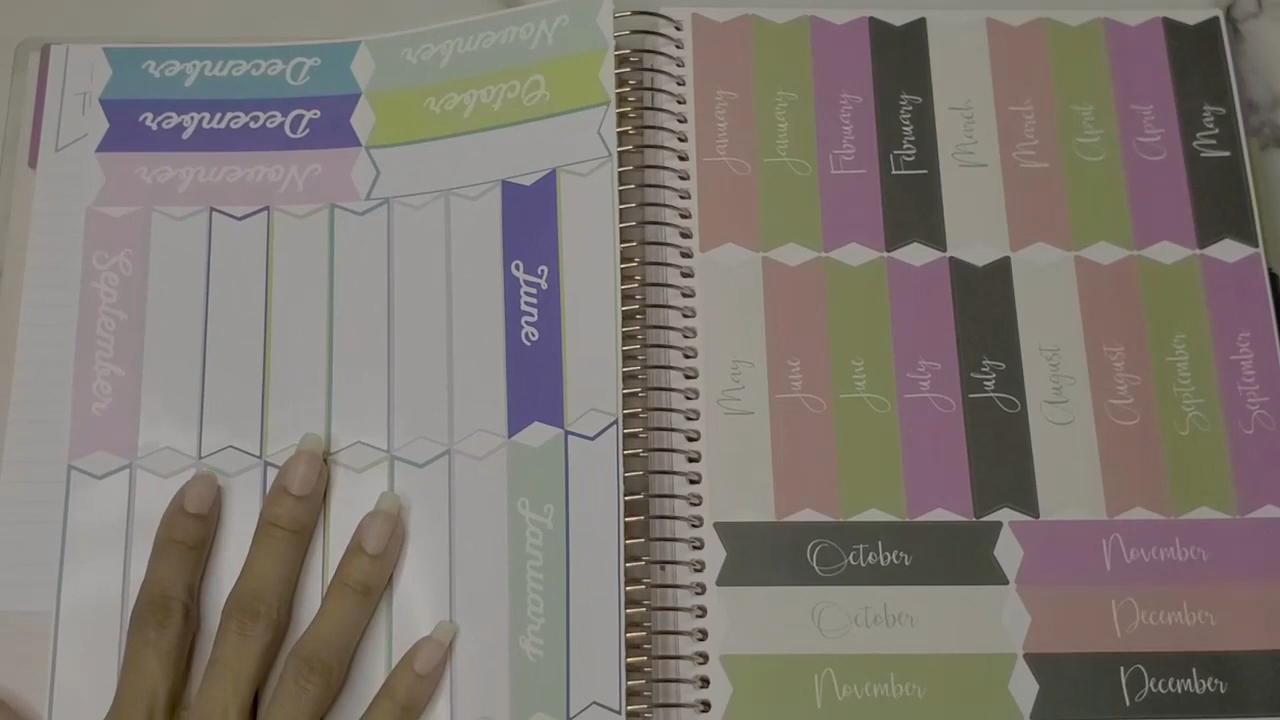 November
December
October
December
November
September
June
January
January
January
February
February
March
March
April
April
May
May
June
June
July
July
August
August
September
September
October
November
October
December
November
December